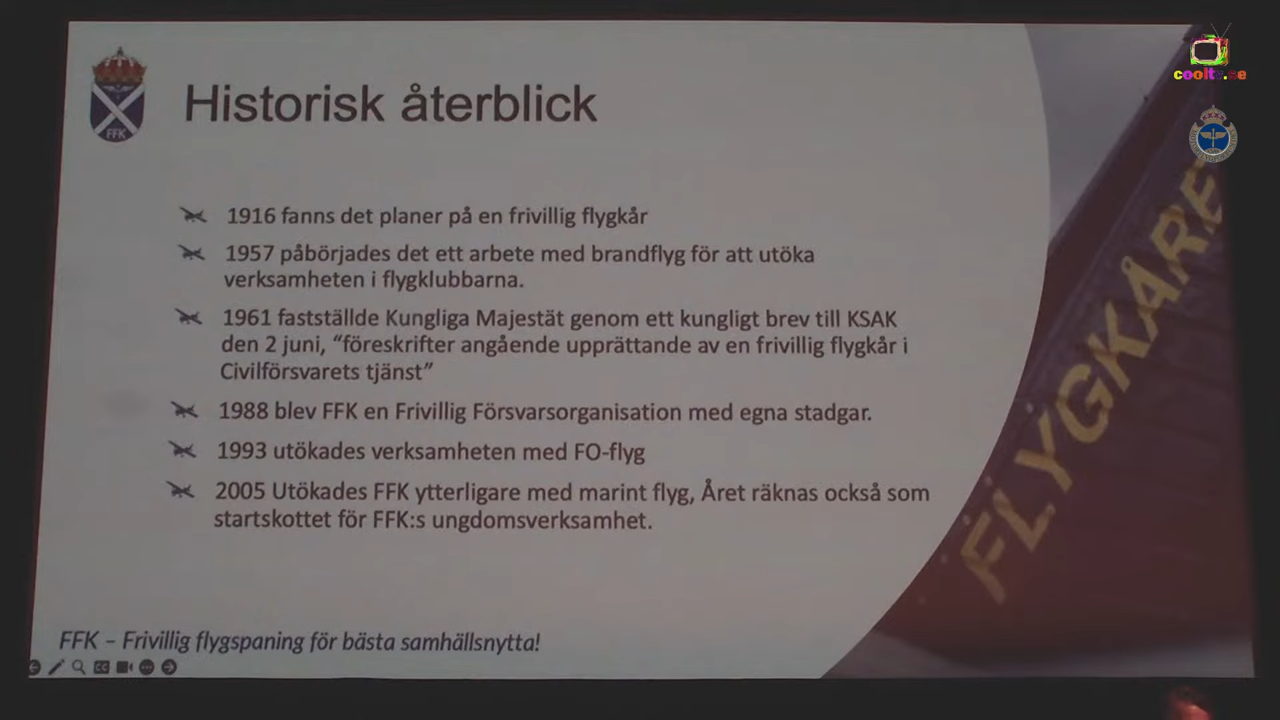 Historisk återblick
FFK
cooltv.se
1916 fanns det planer på en frivillig flygkår
1957 påbörjades det ett arbete med brandflyg för att utöka
verksamheten i flygklubbarna.
1961 fastställde Kungliga Majestät genom ett kungligt brev till KSAK
den 2 juni, “föreskrifter angående upprättande av en frivillig flygkår i
Civilförsvarets tjänst”
1988 blev FFK en Frivillig Försvarsorganisation med egna stadgar.
1993 utökades verksamheten med FO-flyg
2005 Utökades FFK ytterligare med marint flyg, Året räknas också som
startskottet för FFK:s ungdomsverksamhet.
FLYGKÅRE
FFK – Frivillig flygspaning för bästa samhällsnytta!
CC